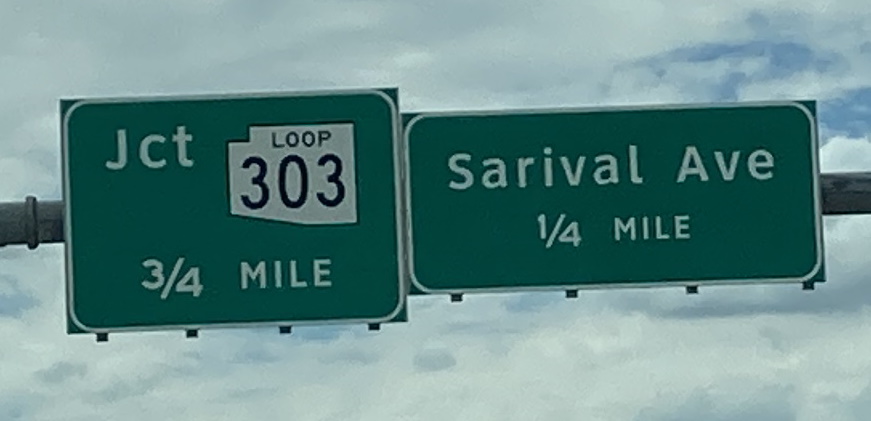 Jct LOOP 303
3/4 MILE
Sarival Ave
1/4 MILE